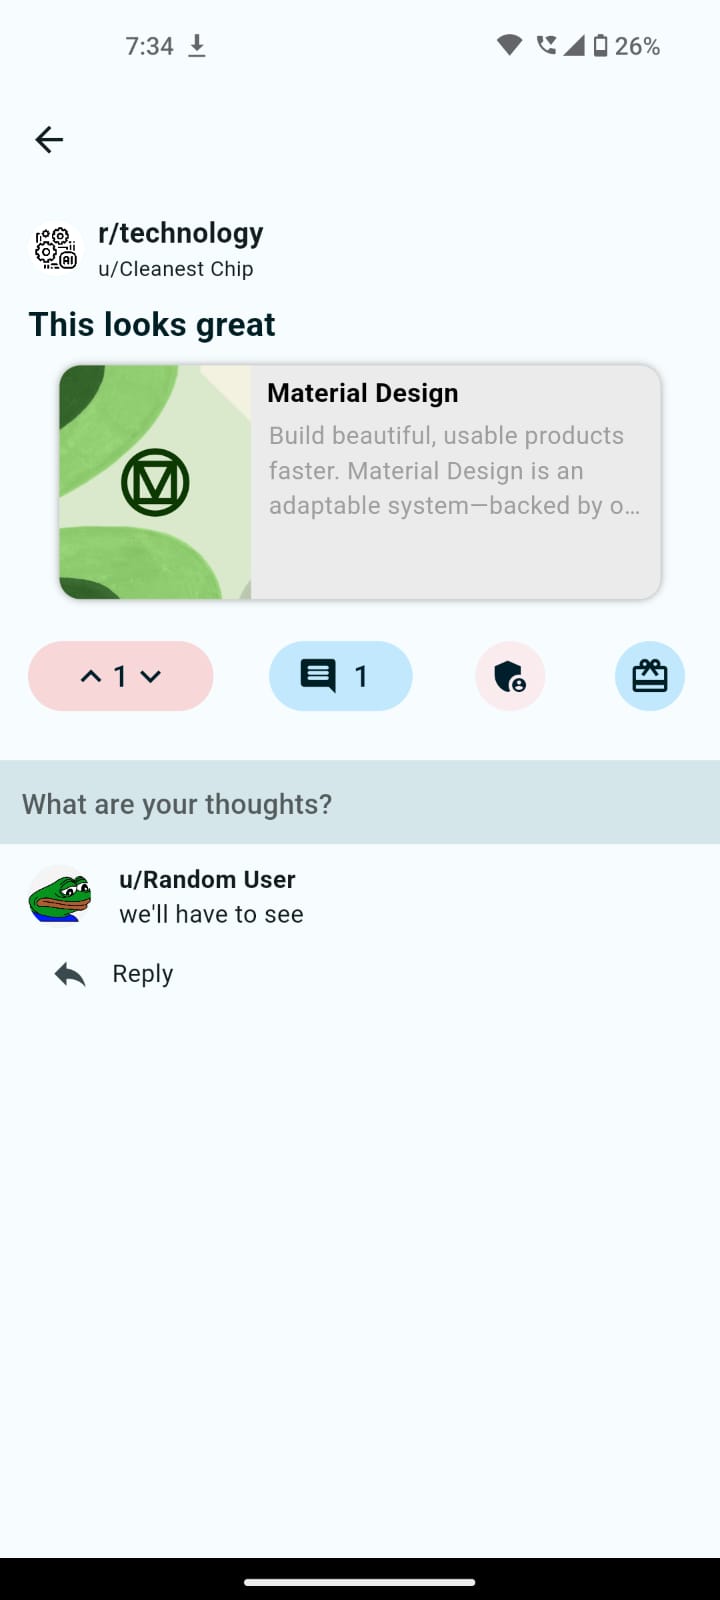 7:34
26%
r/technology
u/Cleanest Chip
This looks great
Material Design
Build beautiful, usable products
faster. Material Design is an
adaptable system—backed by o…
1
1
AI
What are your thoughts?
u/Random User
we'll have to see
Reply